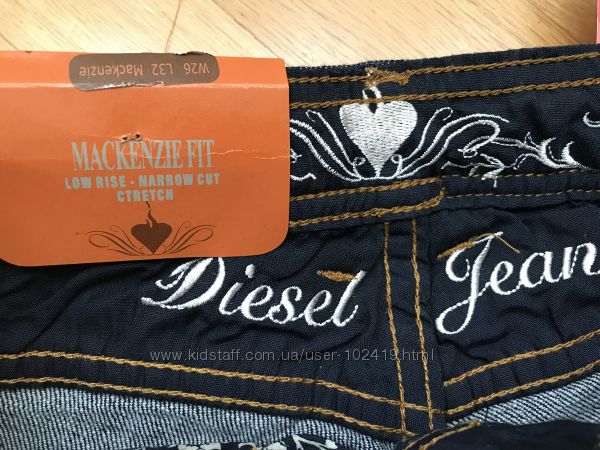 W26 L32 Mackenzie
MACKENZIE FIT
LOW RISE - NARROW CUT
CTRETCH
Diesel Jean
www.kidstaff.com.ua/user-102419.html